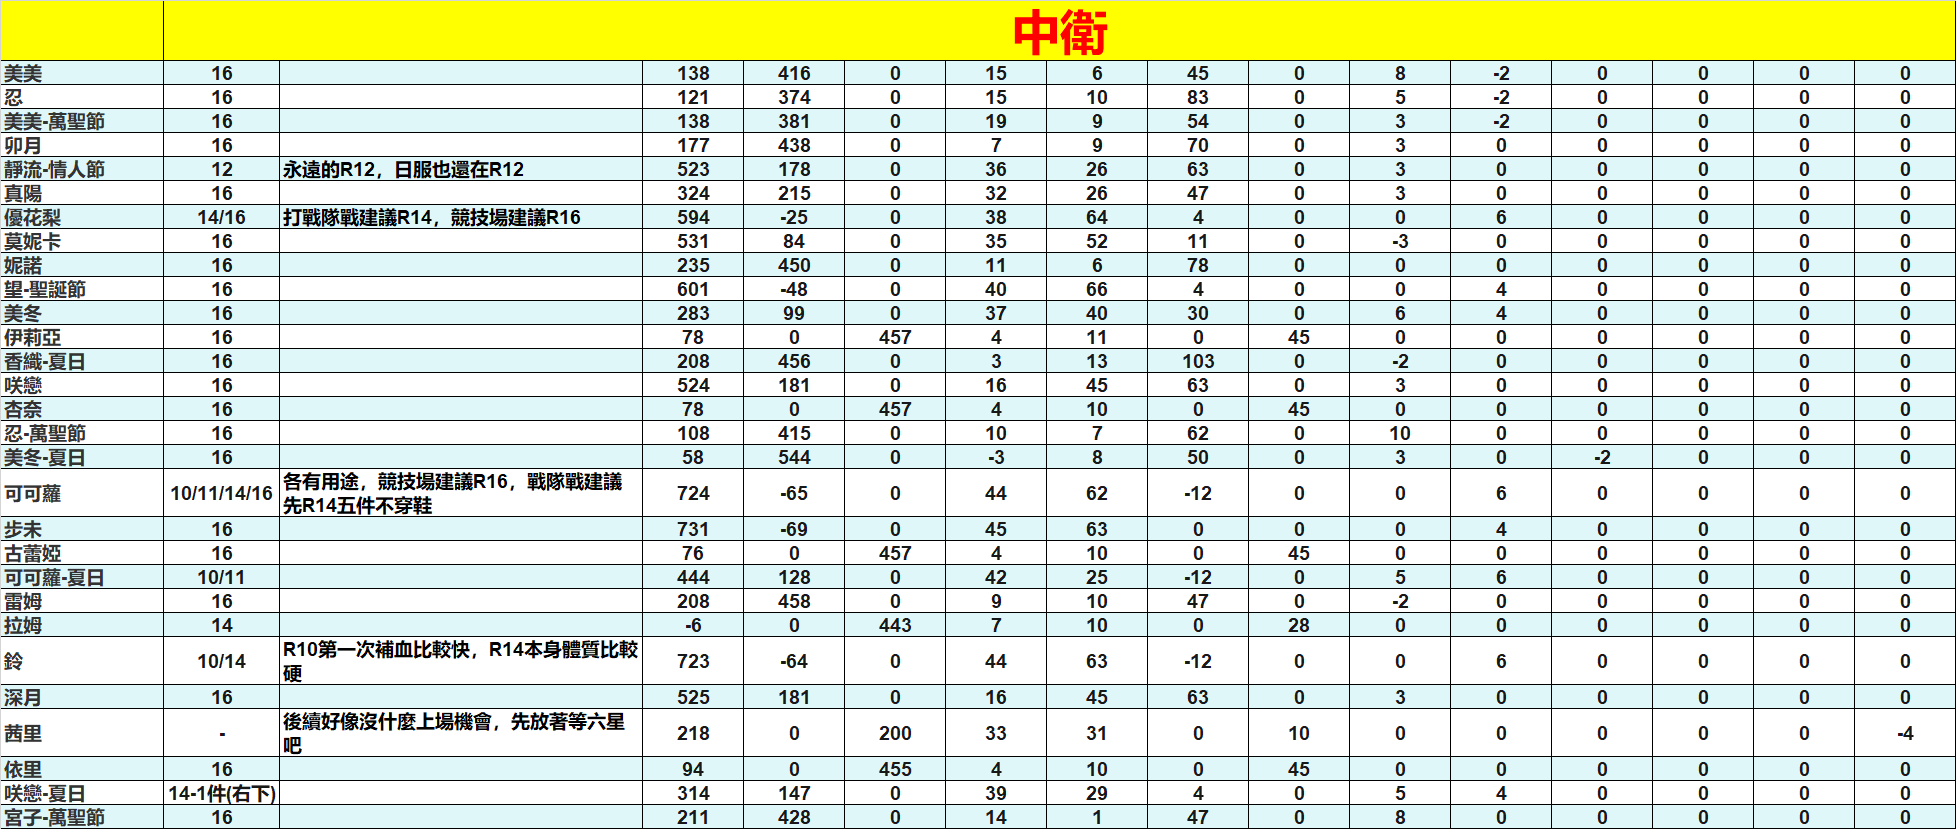 中衛
美美 16 138 416 0 15 6 45 0 8 -2 0 0 0 0
忍 16 121 374 0 15 10 83 0 5 -2 0 0 0 0
美美-萬聖節 16 138 381 0 19 9 54 0 3 -2 0 0 0 0
卯月 16 177 438 0 7 9 70 0 3 0 0 0 0 0
靜流-情人節 12 永遠的R12，日服也還在R12 523 178 0 36 26 63 0 3 0 0 0 0 0
真陽 16 324 215 0 32 26 47 0 3 0 0 0 0 0
優花梨 14/16 打戰隊戰建議R14，競技場建議R16 594 -25 0 38 64 4 0 0 6 0 0 0 0
莫妮卡 16 531 84 0 35 52 11 0 -3 0 0 0 0 0
妮諾 16 235 450 0 11 6 78 0 0 0 0 0 0 0
望-聖誕節 16 601 -48 0 40 66 4 0 0 4 0 0 0 0
美冬 16 283 99 0 37 40 30 0 6 4 0 0 0 0
伊莉亞 16 78 0 457 4 11 0 45 0 0 0 0 0 0
香織-夏日 16 208 456 0 3 13 103 0 -2 0 0 0 0 0
咲戀 16 524 181 0 16 45 63 0 3 0 0 0 0 0
杏奈 16 78 0 457 4 10 0 45 0 0 0 0 0 0
忍-萬聖節 16 108 415 0 10 7 62 0 10 0 0 0 0 0
美冬-夏日 16 58 544 0 -3 8 50 0 3 0 -2 0 0 0
可可蘿 10/11/14/16 各有用途，競技場建議R16，戰隊戰建議
先R14五件不穿鞋 724 -65 0 44 62 -12 0 0 6 0 0 0 0
步未 16 731 -69 0 45 63 0 0 0 4 0 0 0 0
古蕾婭 16 76 0 457 4 10 0 45 0 0 0 0 0 0
可可蘿-夏日 10/11 444 128 0 42 25 -12 0 5 6 0 0 0 0
雷姆 16 208 458 0 9 10 47 0 -2 0 0 0 0 0
拉姆 14 -6 0 443 7 10 0 28 0 0 0 0 0 0
鈴 10/14 R10第一次補血比較快，R14本身體質比較
硬 723 -64 0 44 63 -12 0 0 6 0 0 0 0
深月 16 525 181 0 16 45 63 0 3 0 0 0 0 0
茜里 - 後續好像沒什麼上場機會，先放著等六星
吧 218 0 200 33 31 0 10 0 0 0 0 0 -4
依里 16 94 0 455 4 10 0 45 0 0 0 0 0 0
咲戀-夏日 14-1件(右下) 314 147 0 39 29 4 0 5 4 0 0 0 0
宮子-萬聖節 16 211 428 0 14 1 47 0 8 0 0 0 0 0